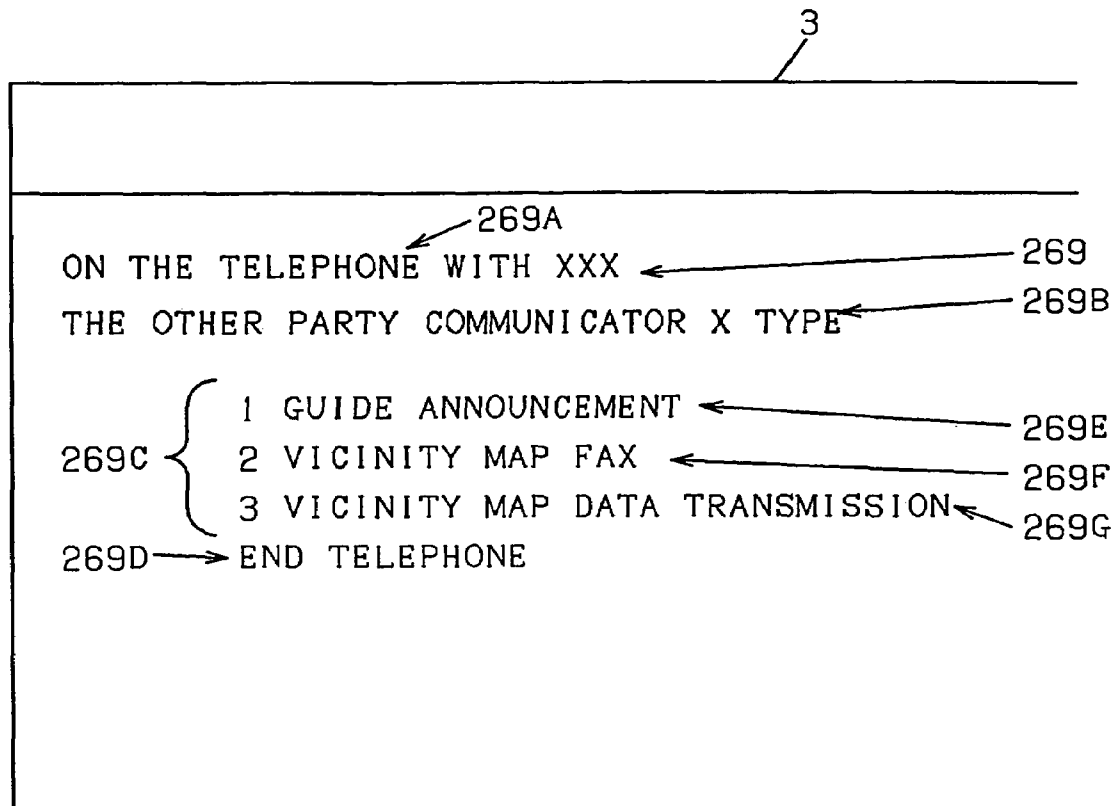 3
269A
ON THE TELEPHONE WITH XXX 269
THE OTHER PARTY COMMUNICATOR X TYPE 269B
1 GUIDE ANNOUNCEMENT 269E
269C 2 VICINITY MAP FAX 269F
3 VICINITY MAP DATA TRANSMISSION 269G
269D END TELEPHONE